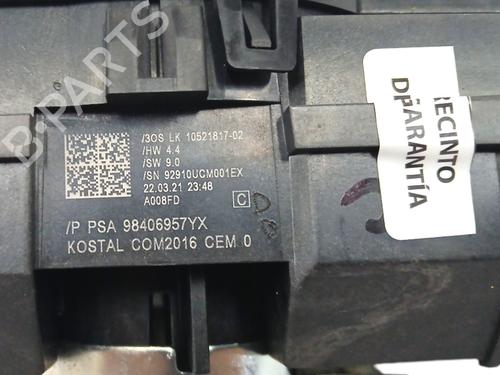 /3OS LK 10521817-02
/HW 4.4
/SW 9.0
/SN 92910UCM001EX
22.03.21 23:48
A008FD
C
/P PSA 98406957YX
KOSTAL COM2016 CEM 0
RECINTO
GARANTÍA
B-PARTS